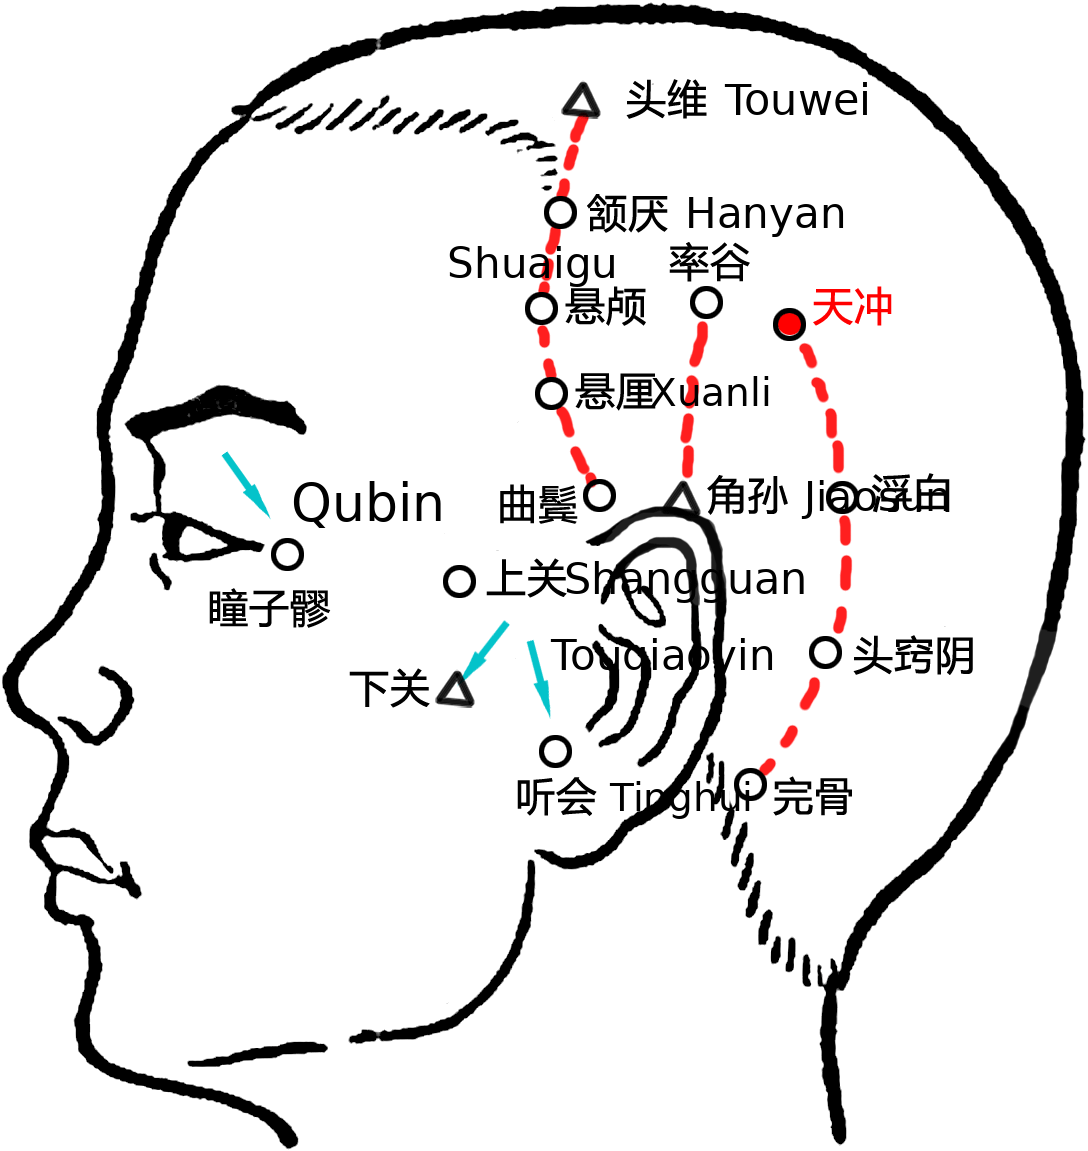 头维 Touwei
颔厌 Hanyan
Shuaigu 率谷
悬颅
天冲
悬厘Xuanli
Qubin 曲鬓
角孙 Jiaosun
浮白
上关Shangguan
瞳子髎
Touqiaoyin
头窍阴
下关
听会 Tinghui
完骨